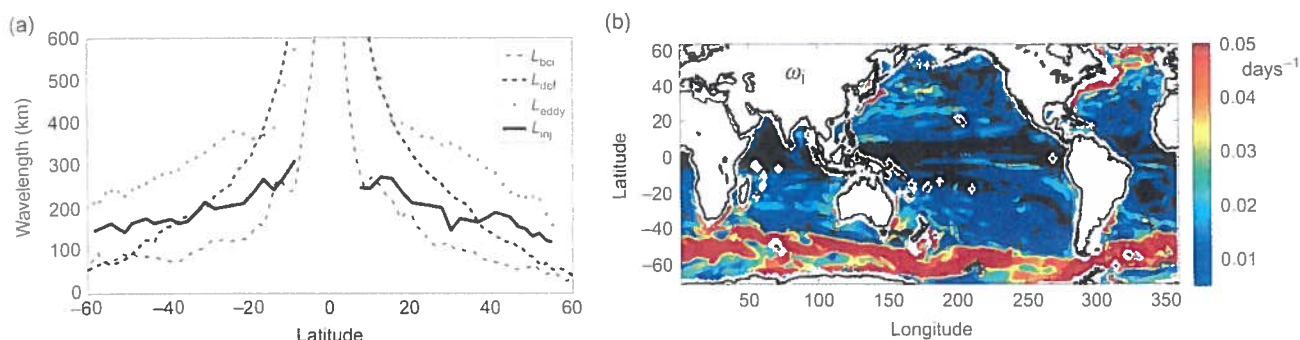 (a)
600
500
400
300
200
100
0
Wavelength (km)
L_bci
L_def
L_eddy
L_inj
−60
−40
−20
0
20
40
60
Latitude
(b)
60
40
20
0
−20
−40
−60
Latitude
ω_i
50
100
150
200
250
300
350
Longitude
0.05
days⁻¹
0.04
0.03
0.02
0.01